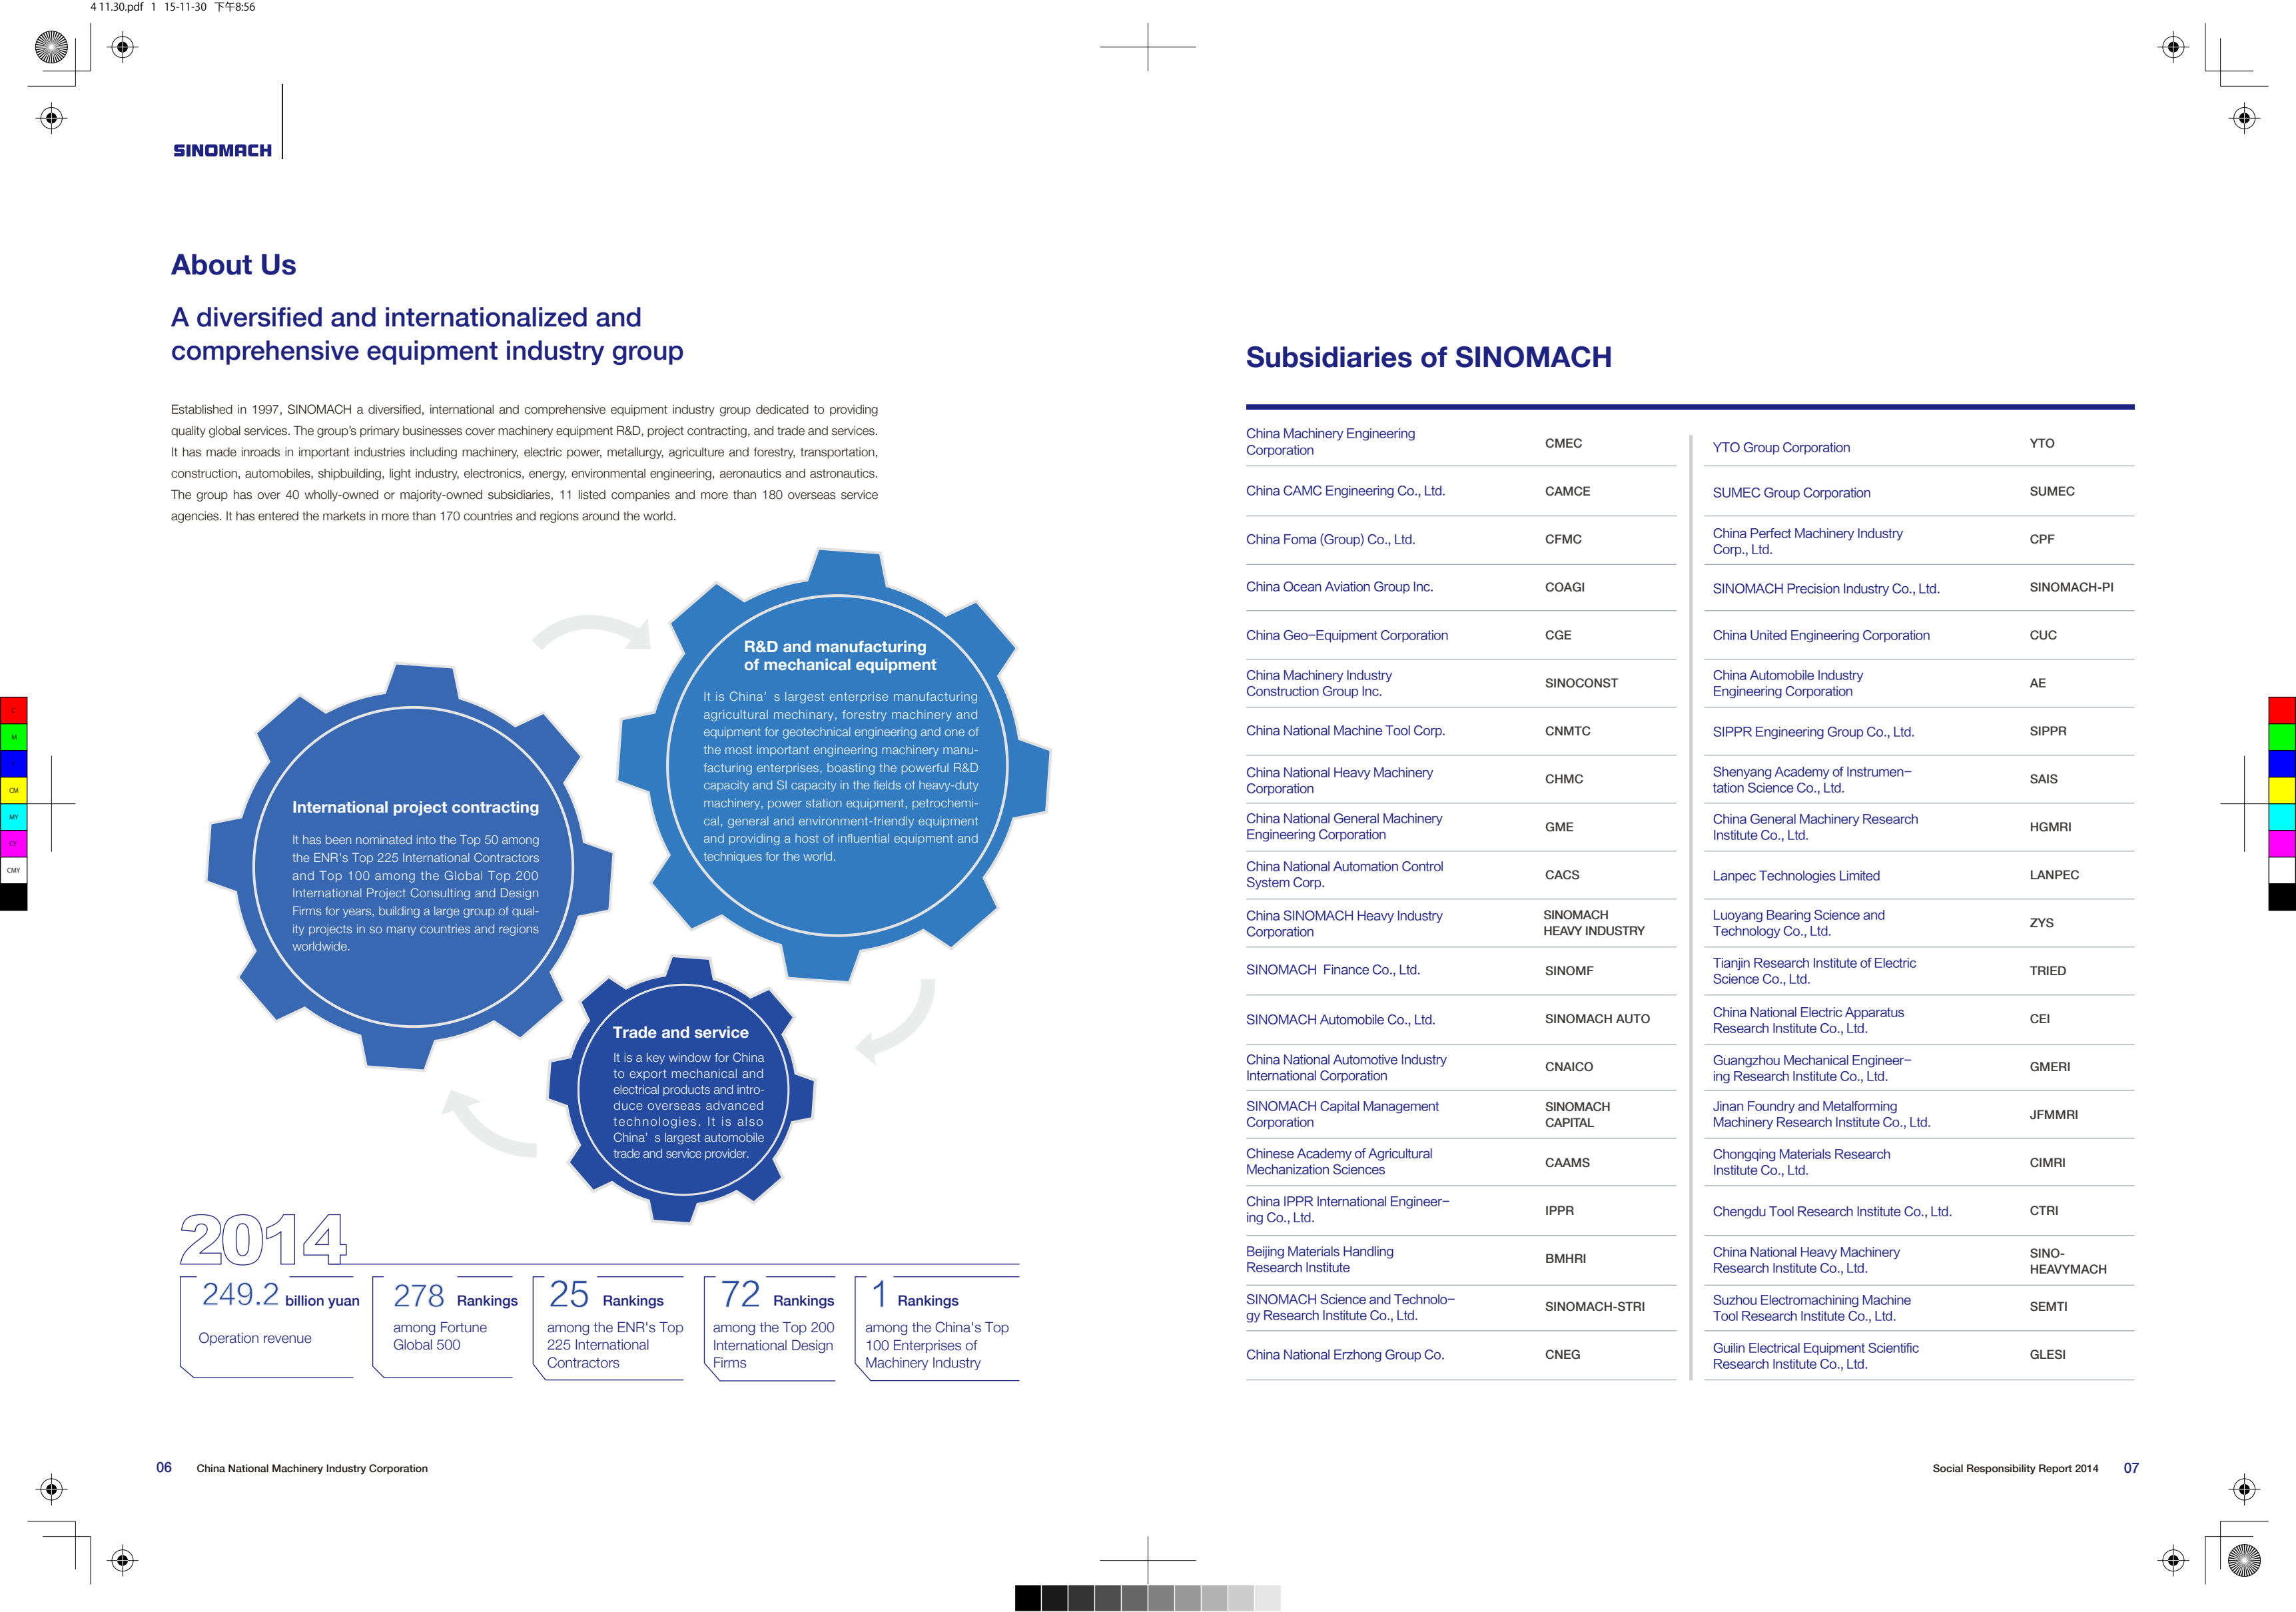 4 11.30.pdf 1 15-11-30 下午8:56
SINOMACH
About Us
A diversified and internationalized and
comprehensive equipment industry group
Established in 1997, SINOMACH a diversified, international and comprehensive equipment industry group dedicated to providing
quality global services. The group's primary businesses cover machinery equipment R&D, project contracting, and trade and services.
It has made inroads in important industries including machinery, electric power, metallurgy, agriculture and forestry, transportation,
construction, automobiles, shipbuilding, light industry, electronics, energy, environmental engineering, aeronautics and astronautics.
The group has over 40 wholly-owned or majority-owned subsidiaries, 11 listed companies and more than 180 overseas service
agencies. It has entered the markets in more than 170 countries and regions around the world.
R&D and manufacturing
of mechanical equipment
It is China's largest enterprise manufacturing
agricultural mechinary, forestry machinery and
equipment for geotechnical engineering and one of
the most important engineering machinery manu-
facturing enterprises, boasting the powerful R&D
capacity and SI capacity in the fields of heavy-duty
machinery, power station equipment, petrochemi-
cal, general and environment-friendly equipment
and providing a host of influential equipment and
techniques for the world.
International project contracting
It has been nominated into the Top 50 among
the ENR's Top 225 International Contractors
and Top 100 among the Global Top 200
International Project Consulting and Design
Firms for years, building a large group of qual-
ity projects in so many countries and regions
worldwide.
Trade and service
It is a key window for China
to export mechanical and
electrical products and intro-
duce overseas advanced
technologies. It is also
China's largest automobile
trade and service provider.
2014
249.2 billion yuan
Operation revenue
278 Rankings
among Fortune
Global 500
25 Rankings
among the ENR's Top
225 International
Contractors
72 Rankings
among the Top 200
International Design
Firms
1 Rankings
among the China's Top
100 Enterprises of
Machinery Industry
06 China National Machinery Industry Corporation
Subsidiaries of SINOMACH
China Machinery Engineering
Corporation
CMEC
China CAMC Engineering Co., Ltd.
CAMCE
China Foma (Group) Co., Ltd.
CFMC
China Ocean Aviation Group Inc.
COAGI
China Geo-Equipment Corporation
CGE
China Machinery Industry
Construction Group Inc.
SINOCONST
China National Machine Tool Corp.
CNMTC
China National Heavy Machinery
Corporation
CHMC
China National General Machinery
Engineering Corporation
GME
China National Automation Control
System Corp.
CACS
China SINOMACH Heavy Industry
Corporation
SINOMACH
HEAVY INDUSTRY
SINOMACH Finance Co., Ltd.
SINOMF
SINOMACH Automobile Co., Ltd.
SINOMACH AUTO
China National Automotive Industry
International Corporation
CNAICO
SINOMACH Capital Management
Corporation
SINOMACH
CAPITAL
Chinese Academy of Agricultural
Mechanization Sciences
CAAMS
China IPPR International Engineer-
ing Co., Ltd.
IPPR
Beijing Materials Handling
Research Institute
BMHRI
SINOMACH Science and Technolo-
gy Research Institute Co., Ltd.
SINOMACH-STRI
China National Erzhong Group Co.
CNEG
YTO Group Corporation
YTO
SUMEC Group Corporation
SUMEC
China Perfect Machinery Industry
Corp., Ltd.
CPF
SINOMACH Precision Industry Co., Ltd.
SINOMACH-PI
China United Engineering Corporation
CUC
China Automobile Industry
Engineering Corporation
AE
SIPPR Engineering Group Co., Ltd.
SIPPR
Shenyang Academy of Instrumen-
tation Science Co., Ltd.
SAIS
China General Machinery Research
Institute Co., Ltd.
HGMRI
Lanpec Technologies Limited
LANPEC
Luoyang Bearing Science and
Technology Co., Ltd.
ZYS
Tianjin Research Institute of Electric
Science Co., Ltd.
TRIED
China National Electric Apparatus
Research Institute Co., Ltd.
CEI
Guangzhou Mechanical Engineer-
ing Research Institute Co., Ltd.
GMERI
Jinan Foundry and Metalforming
Machinery Research Institute Co., Ltd.
JFMMRI
Chongqing Materials Research
Institute Co., Ltd.
CIMRI
Chengdu Tool Research Institute Co., Ltd.
CTRI
China National Heavy Machinery
Research Institute Co., Ltd.
SINO-
HEAVYMACH
Suzhou Electromachining Machine
Tool Research Institute Co., Ltd.
SEMTI
Guilin Electrical Equipment Scientific
Research Institute Co., Ltd.
GLESI
Social Responsibility Report 2014 07
C
M
CM
MY
CY
CMY